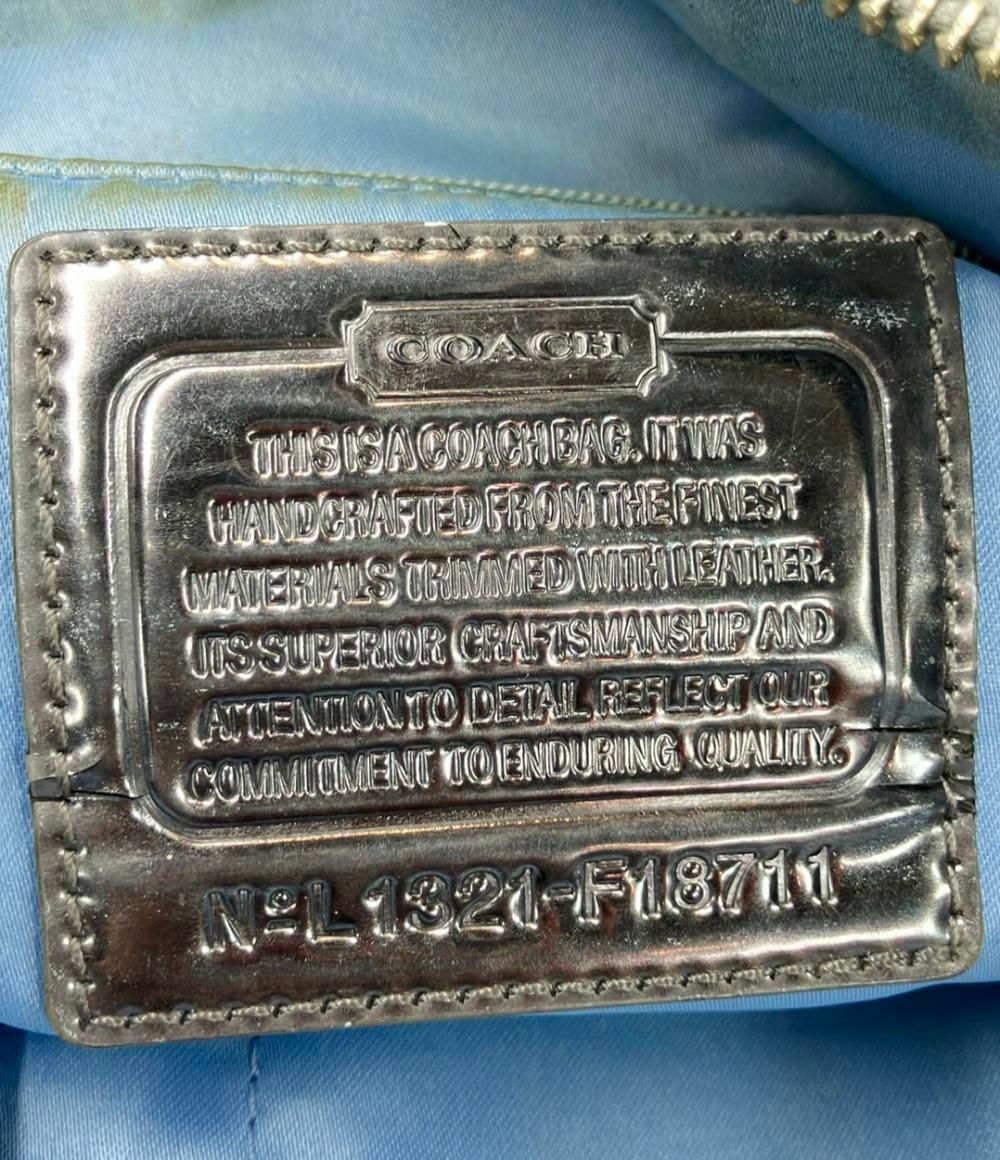 COACH
THIS IS A COACH BAG. IT WAS
HANDCRAFTED FROM THE FINEST
MATERIALS TRIMMED WITH LEATHER.
ITS SUPERIOR CRAFTSMANSHIP AND
ATTENTION TO DETAIL REFLECT OUR
COMMITMENT TO ENDURING QUALITY.
Nº L1321-F18711